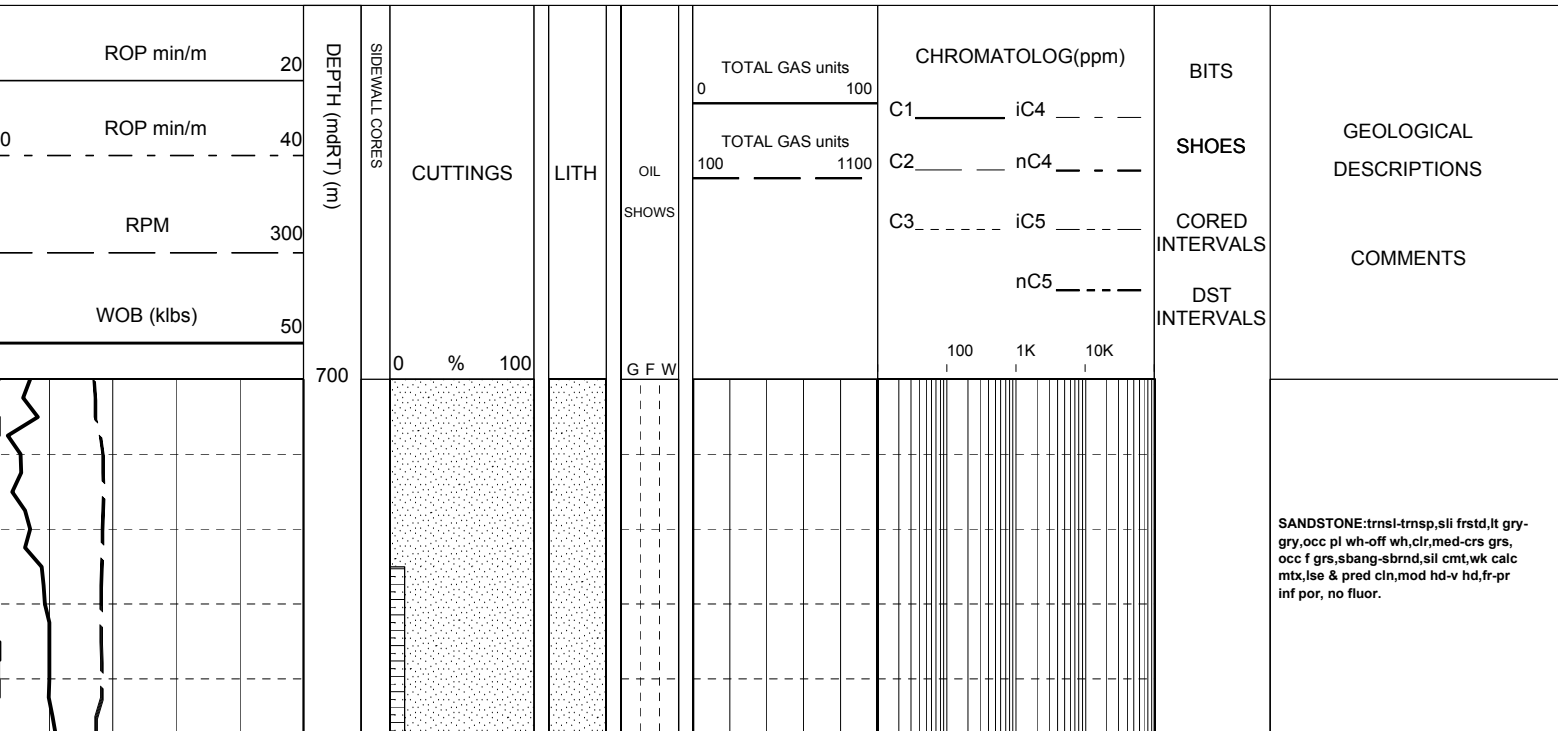 ROP min/m
20
ROP min/m
0
40
RPM
300
WOB (klbs)
50
DEPTH (mdRT) (m)
700
SIDEWALL CORES
CUTTINGS
0 % 100
LITH
OIL
SHOWS
G F W
TOTAL GAS units
0 100
TOTAL GAS units
100 1100
CHROMATOLOG(ppm)
C1 iC4
C2 nC4
C3 iC5
nC5
100 1K 10K
BITS
SHOES
CORED
INTERVALS
DST
INTERVALS
GEOLOGICAL
DESCRIPTIONS
COMMENTS
SANDSTONE:trnsl-trnsp,sli frstd,lt gry-
gry,occ pl wh-off wh,clr,med-crs grs,
occ f grs,sbang-sbrnd,sil cmt,wk calc
mtx,lse & pred cln,mod hd-v hd,fr-pr
inf por, no fluor.